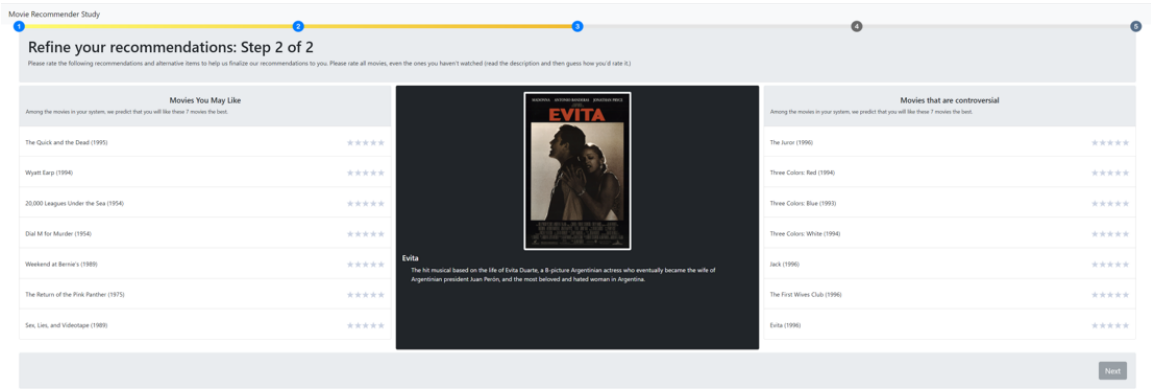 Movie Recommender Study
1 2 3 4 5
Refine your recommendations: Step 2 of 2
Please rate the following recommendations and alternative items to help us finalize our recommendations to you. Please rate all movies, even the ones you haven't watched (read the description and then guess how you'd rate it.)
Movies You May Like
Among the movies in your system, we predict that you will like these 7 movies the best.
The Quick and the Dead (1995)
Wyatt Earp (1994)
20,000 Leagues Under the Sea (1954)
Dial M for Murder (1954)
Weekend at Bernie's (1989)
The Return of the Pink Panther (1975)
Sex, Lies, and Videotape (1989)
MADONNA ANTONIO BANDERAS JONATHAN PRYCE
EVITA
Evita
The hit musical based on the life of Evita Duarte, a B-picture Argentinian actress who eventually became the wife of
Argentinian president Juan Perón, and the most beloved and hated woman in Argentina.
Movies that are controversial
Among the movies in your system, we predict that you will like these 7 movies the best.
The Juror (1996)
Three Colors: Red (1994)
Three Colors: Blue (1993)
Three Colors: White (1994)
Jack (1996)
The First Wives Club (1996)
Evita (1996)
Next